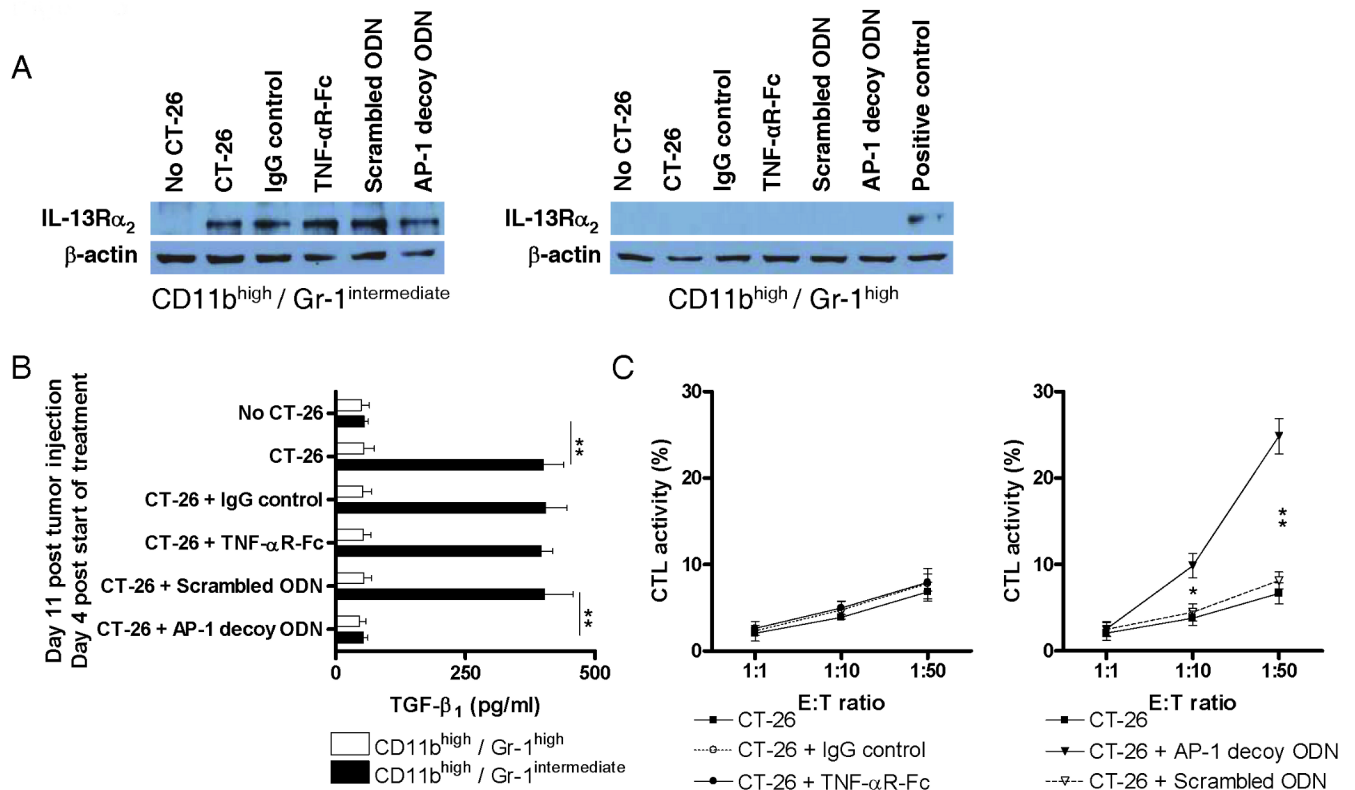 A
No CT-26
CT-26
IgG control
TNF-αR-Fc
Scrambled ODN
AP-1 decoy ODN
IL-13Rα₂
β-actin
CD11bʰⁱᵍʰ / Gr-1ⁱⁿᵗᵉʳᵐᵉᵈⁱᵃᵗᵉ
No CT-26
CT-26
IgG control
TNF-αR-Fc
Scrambled ODN
AP-1 decoy ODN
Positive control
IL-13Rα₂
β-actin
CD11bʰⁱᵍʰ / Gr-1ʰⁱᵍʰ
B
Day 11 post tumor injection
Day 4 post start of treatment
No CT-26
CT-26
CT-26 + IgG control
CT-26 + TNF-αR-Fc
CT-26 + Scrambled ODN
CT-26 + AP-1 decoy ODN
**
**
0 250 500
TGF-β₁ (pg/ml)
CD11bʰⁱᵍʰ / Gr-1ʰⁱᵍʰ
CD11bʰⁱᵍʰ / Gr-1ⁱⁿᵗᵉʳᵐᵉᵈⁱᵃᵗᵉ
C
CTL activity (%)
30
20
10
0
1:1 1:10 1:50
E:T ratio
CT-26
CT-26 + IgG control
CT-26 + TNF-αR-Fc
CTL activity (%)
30
20
10
0
*
**
1:1 1:10 1:50
E:T ratio
CT-26
CT-26 + AP-1 decoy ODN
CT-26 + Scrambled ODN